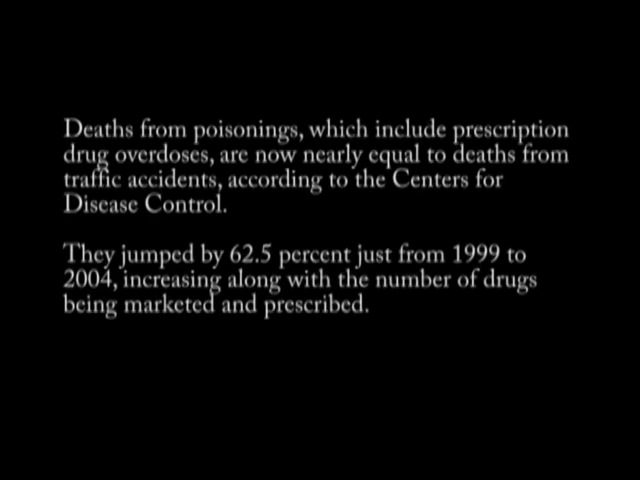 Deaths from poisonings, which include prescription
drug overdoses, are now nearly equal to deaths from
traffic accidents, according to the Centers for
Disease Control.
They jumped by 62.5 percent just from 1999 to
2004, increasing along with the number of drugs
being marketed and prescribed.